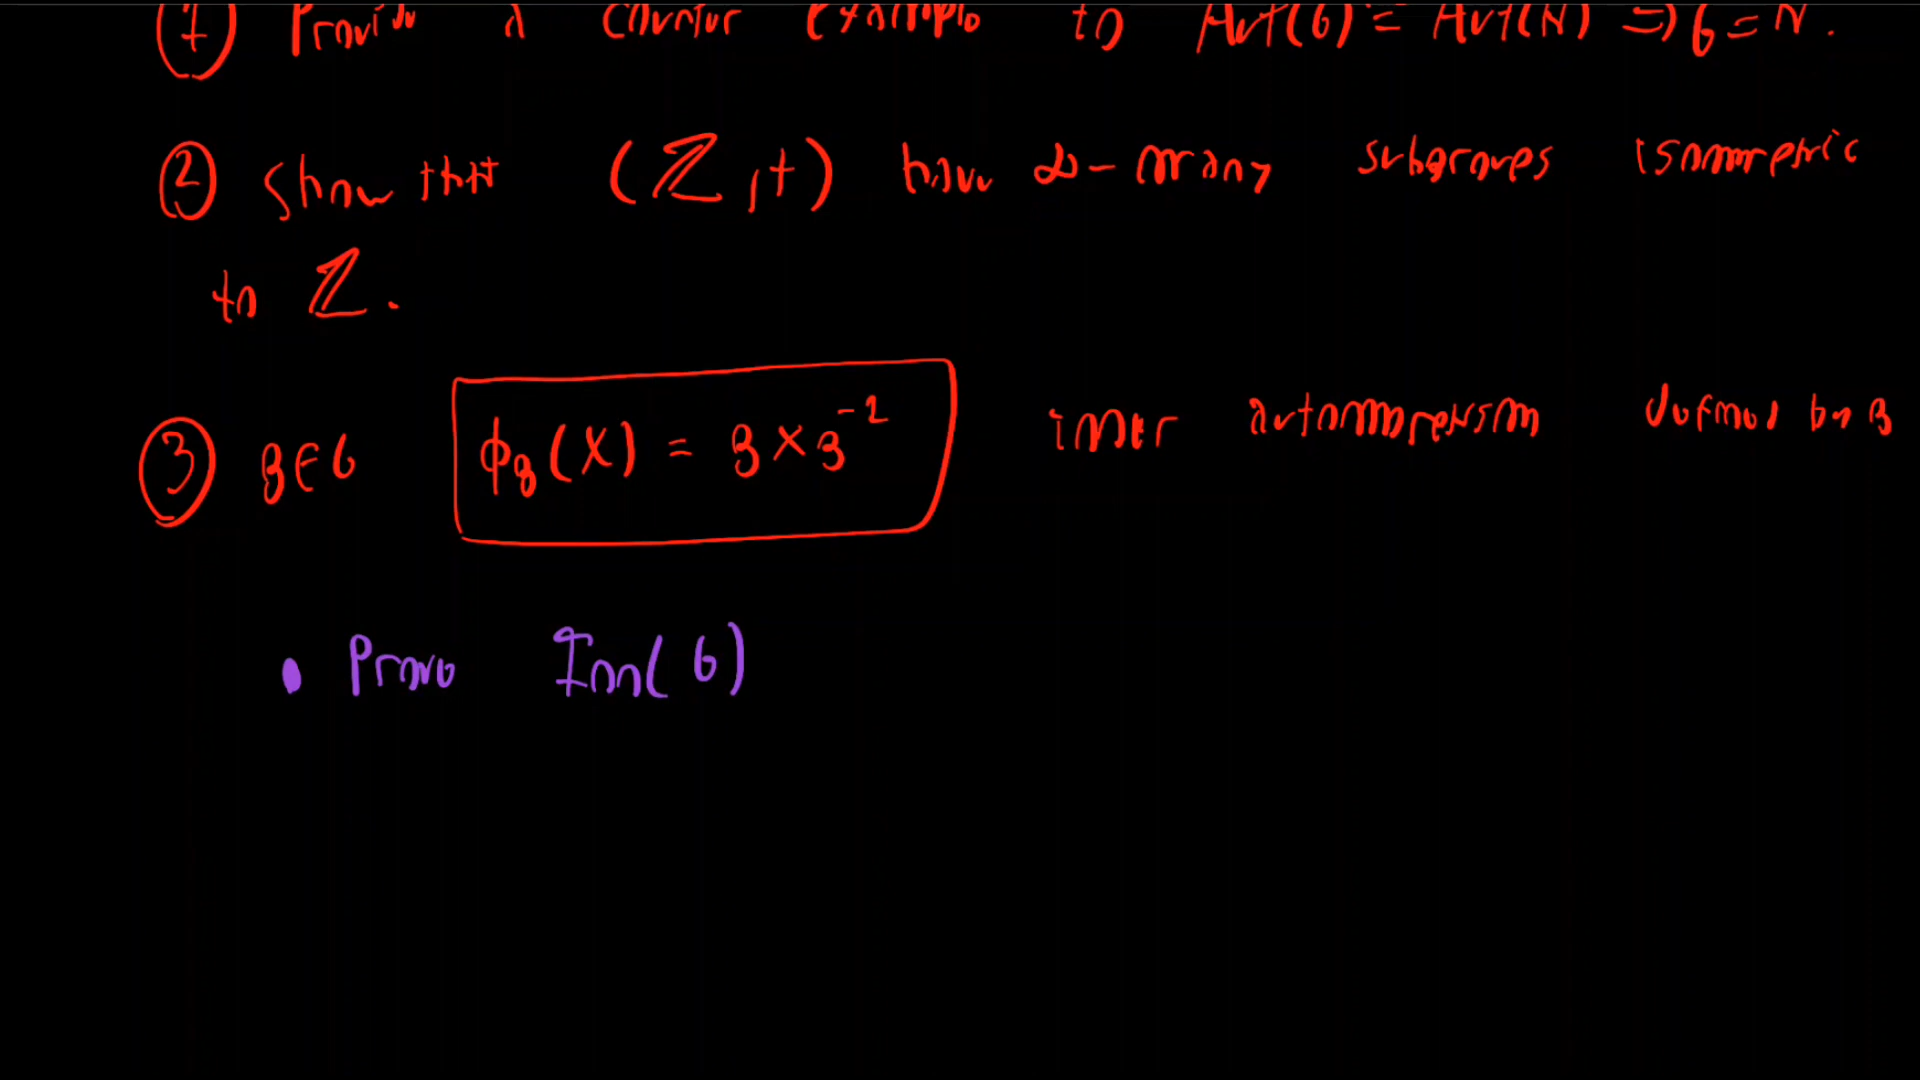 ① Provide a counter example to Aut(G) = Aut(N) ⇒ G = N.
② Show that (ℤ,+) have ∞-many subgroups isomorphic
to ℤ.
③ g∈G ϕg(x) = gxg⁻¹ inner automorphism defined by g
• Prove Inn(G)